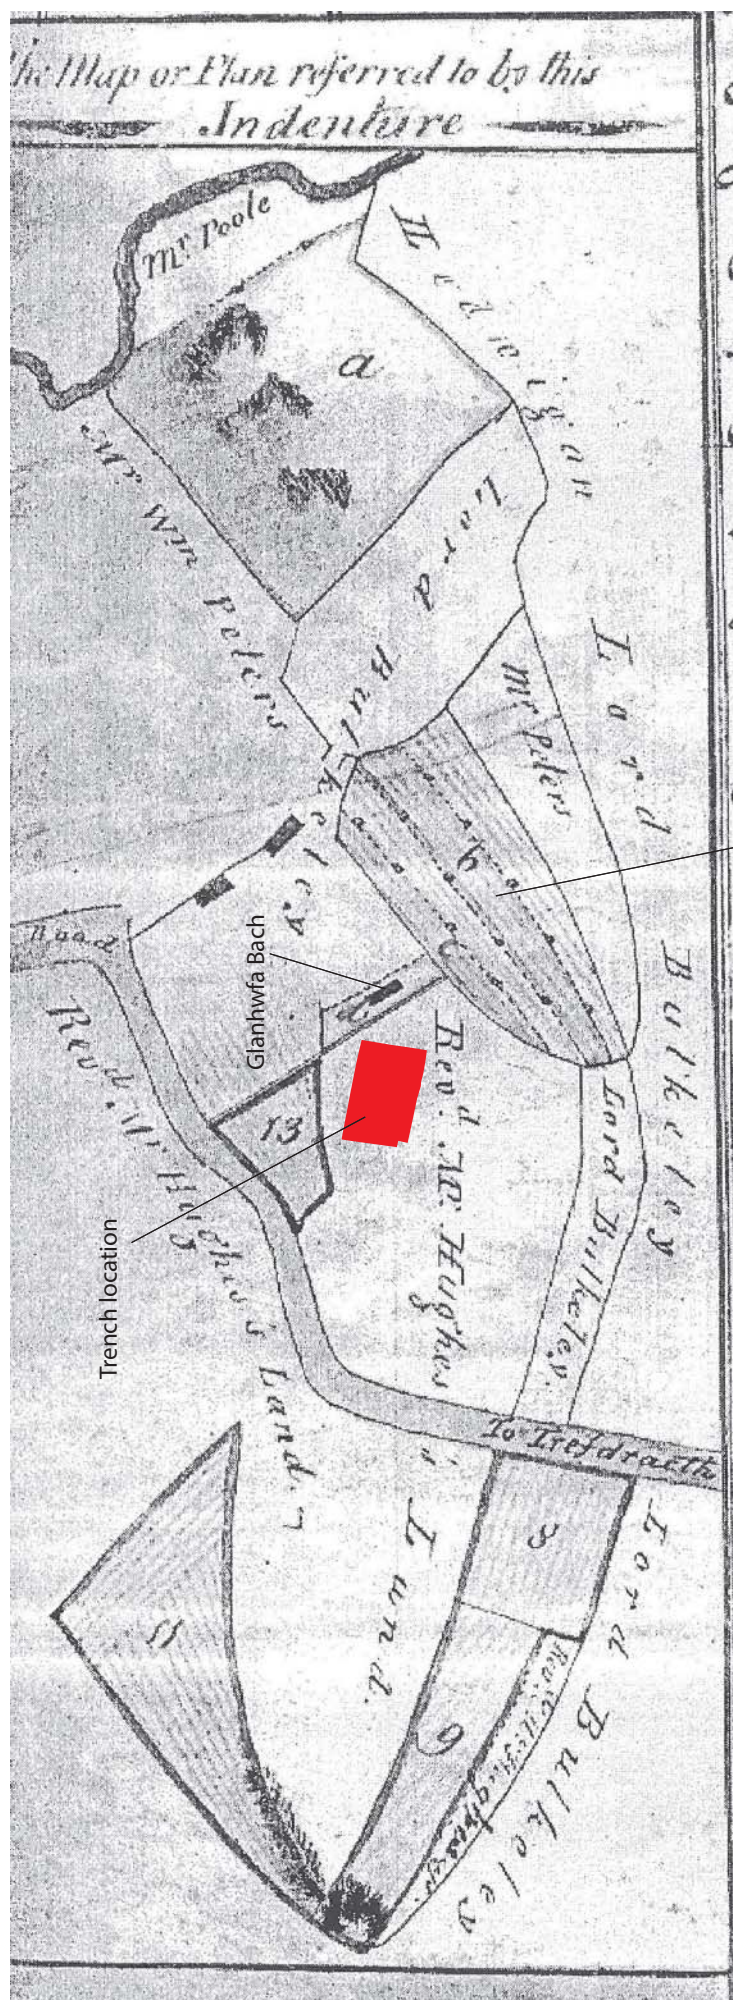 The Map or Plan referred to by this
Indenture
Mr. Poole
a
Lord Bulkeley
Mr. Wm peters
Lord Bulkeley
mr peters
b
c
Road
Glanhwfa Bach
13
Revd. Mr. Hughes's Land.
Revd. Mr. Hughes's Land.
Lord Bulkeley.
Trench location
To Trefdraeth
8
Lord Bulkeley
9
11